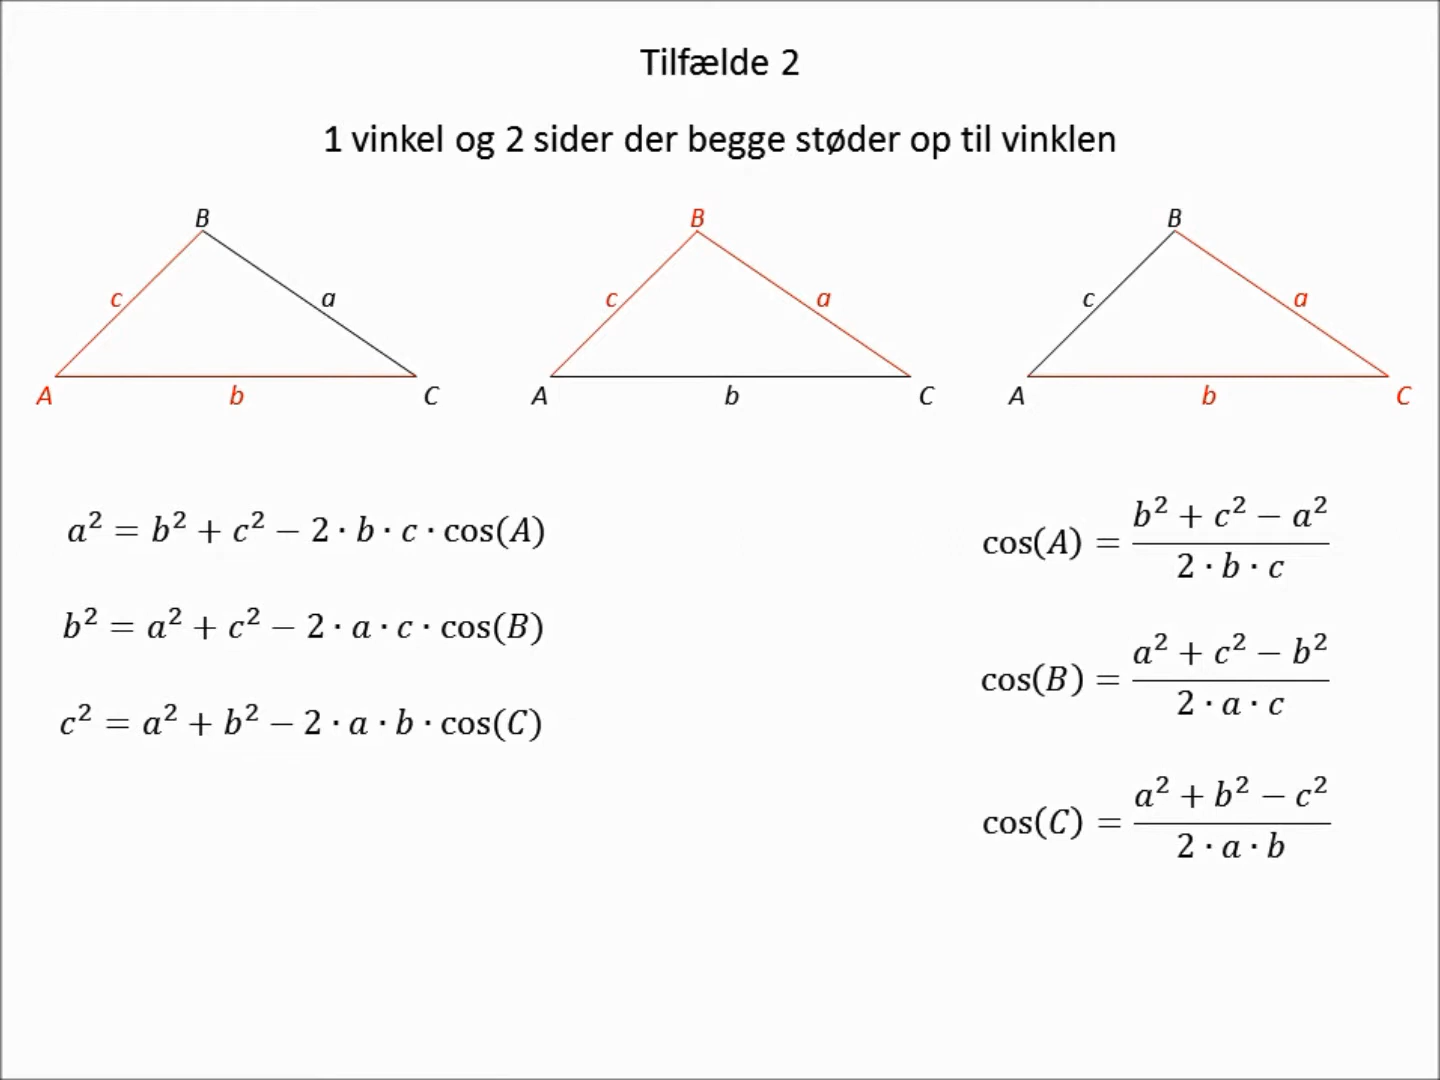 Tilfælde 2
1 vinkel og 2 sider der begge støder op til vinklen
B
c
a
A
b
C
B
c
a
A
b
C
B
c
a
A
b
C
a² = b² + c² − 2 · b · c · cos(A)
b² = a² + c² − 2 · a · c · cos(B)
c² = a² + b² − 2 · a · b · cos(C)
cos(A) = (b² + c² − a²) / (2 · b · c)
cos(B) = (a² + c² − b²) / (2 · a · c)
cos(C) = (a² + b² − c²) / (2 · a · b)